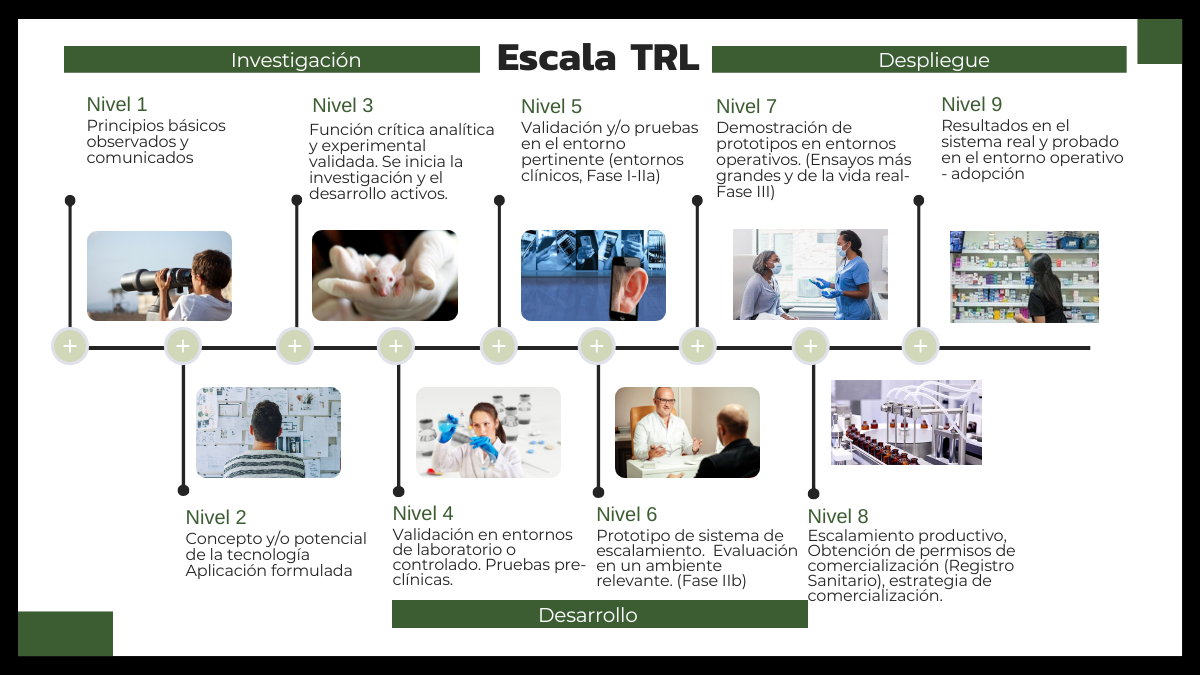 Investigación
Escala TRL
Despliegue
Nivel 1
Principios básicos
observados y
comunicados
Nivel 3
Función crítica analítica
y experimental
validada. Se inicia la
investigación y el
desarrollo activos.
Nivel 5
Validación y/o pruebas
en el entorno
pertinente (entornos
clínicos, Fase I-IIa)
Nivel 7
Demostración de
prototipos en entornos
operativos. (Ensayos más
grandes y de la vida real-
Fase III)
Nivel 9
Resultados en el
sistema real y probado
en el entorno operativo
- adopción
Nivel 2
Concepto y/o potencial
de la tecnología
Aplicación formulada
Nivel 4
Validación en entornos
de laboratorio o
controlado. Pruebas pre-
clínicas.
Nivel 6
Prototipo de sistema de
escalamiento.  Evaluación
en un ambiente
relevante. (Fase IIb)
Nivel 8
Escalamiento productivo,
Obtención de permisos de
comercialización (Registro
Sanitario), estrategia de
comercialización.
Desarrollo